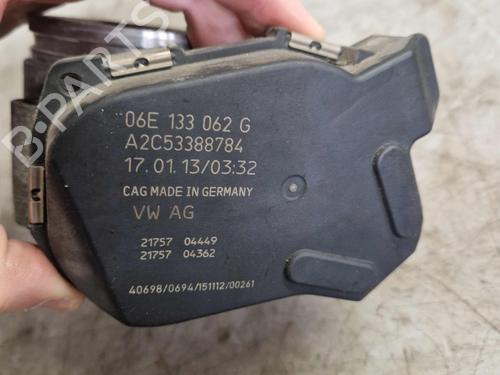 06E 133 062 G
A2C53388784
17.01.13/03:32
CAG MADE IN GERMANY
VW AG
21757 04449
21757 04362
40698/0694/151112/00261
B-PARTS